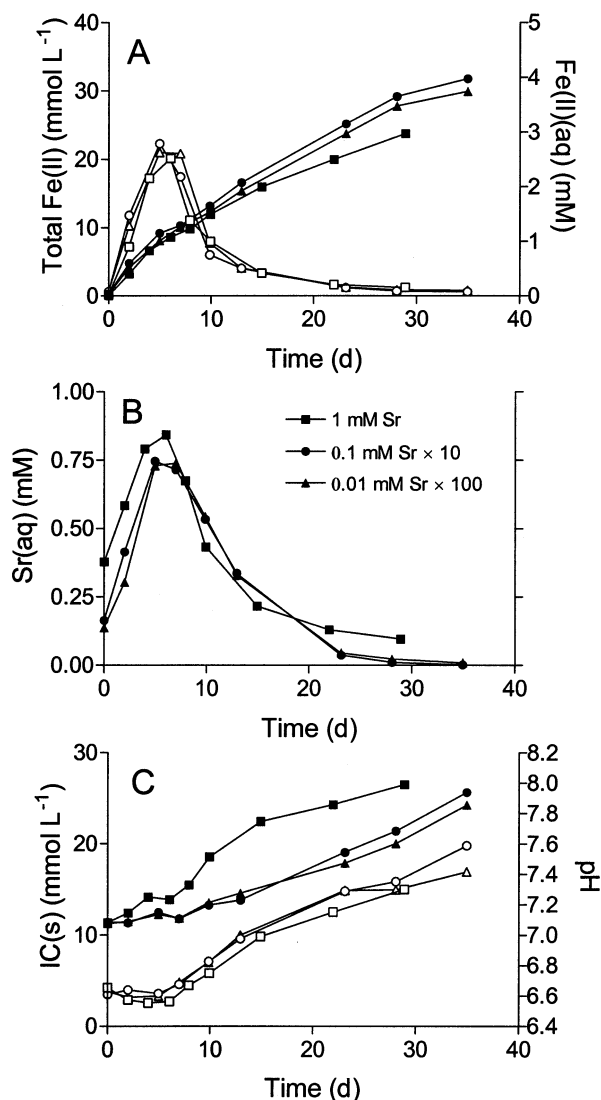 A
Total Fe(II) (mmol L⁻¹)
40
30
20
10
0
5
4
3
2
1
0
Fe(II)(aq) (mM)
0 10 20 30 40
Time (d)
B
Sr(aq) (mM)
1.00
0.75
0.50
0.25
0.00
1 mM Sr
0.1 mM Sr × 10
0.01 mM Sr × 100
0 10 20 30 40
Time (d)
C
IC(s) (mmol L⁻¹)
30
20
10
0
8.2
8.0
7.8
7.6
7.4
7.2
7.0
6.8
6.6
6.4
pH
0 10 20 30 40
Time (d)